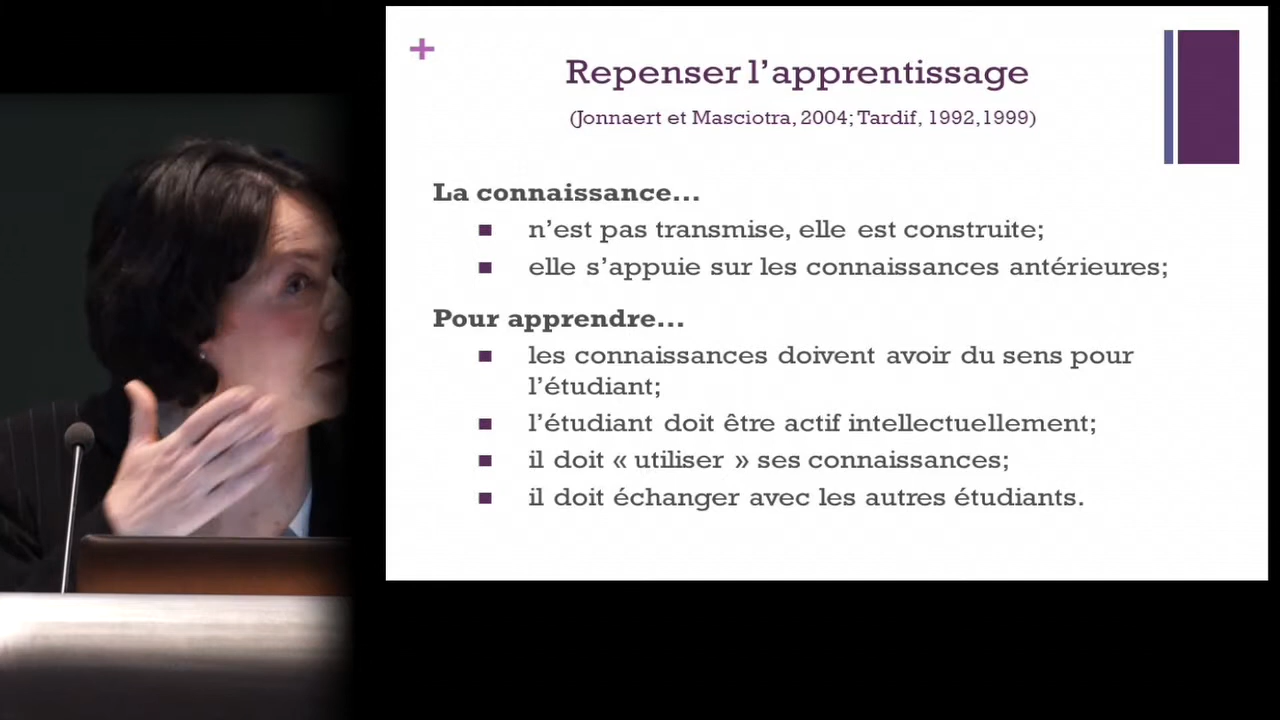 +
Repenser l’apprentissage
(Jonnaert et Masciotra, 2004; Tardif, 1992,1999)
La connaissance...
n’est pas transmise, elle est construite;
elle s’appuie sur les connaissances antérieures;
Pour apprendre...
les connaissances doivent avoir du sens pour
l’étudiant;
l’étudiant doit être actif intellectuellement;
il doit « utiliser » ses connaissances;
il doit échanger avec les autres étudiants.